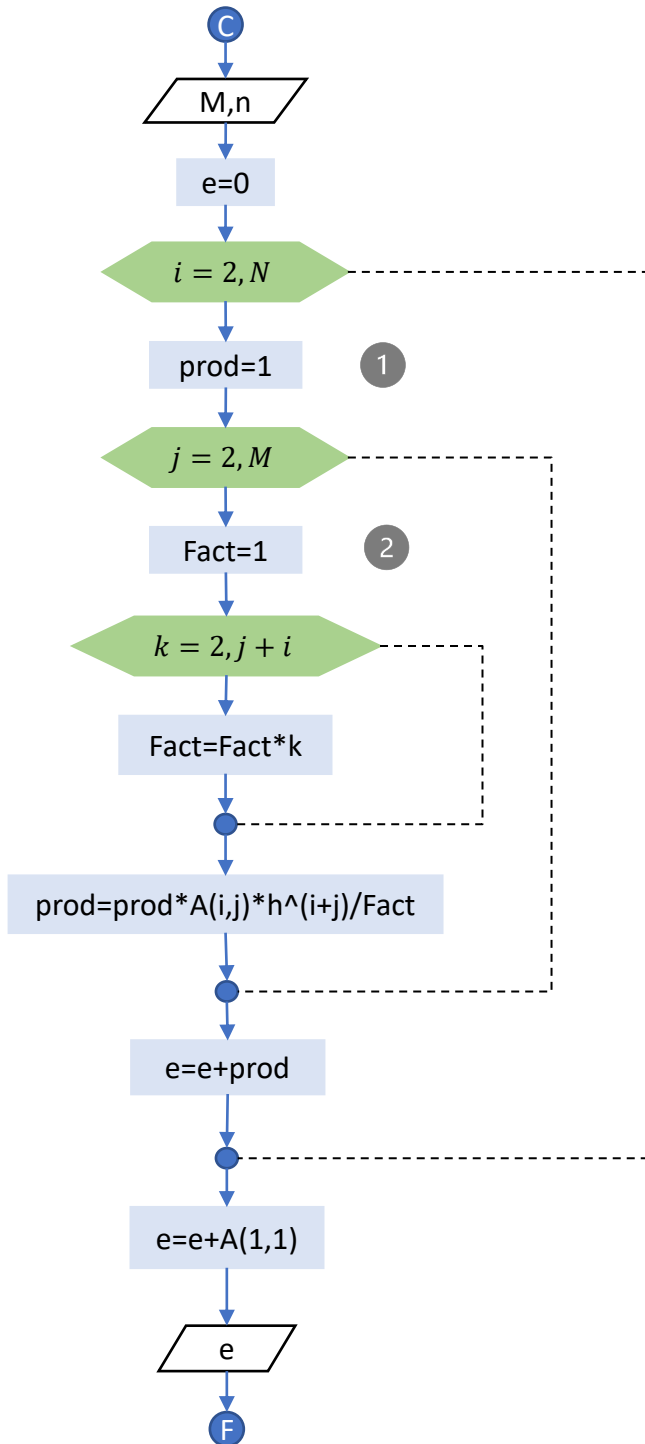 C
M,n
e=0
i = 2, N
prod=1
1
j = 2, M
Fact=1
2
k = 2, j + i
Fact=Fact*k
prod=prod*A(i,j)*h^(i+j)/Fact
e=e+prod
e=e+A(1,1)
e
F